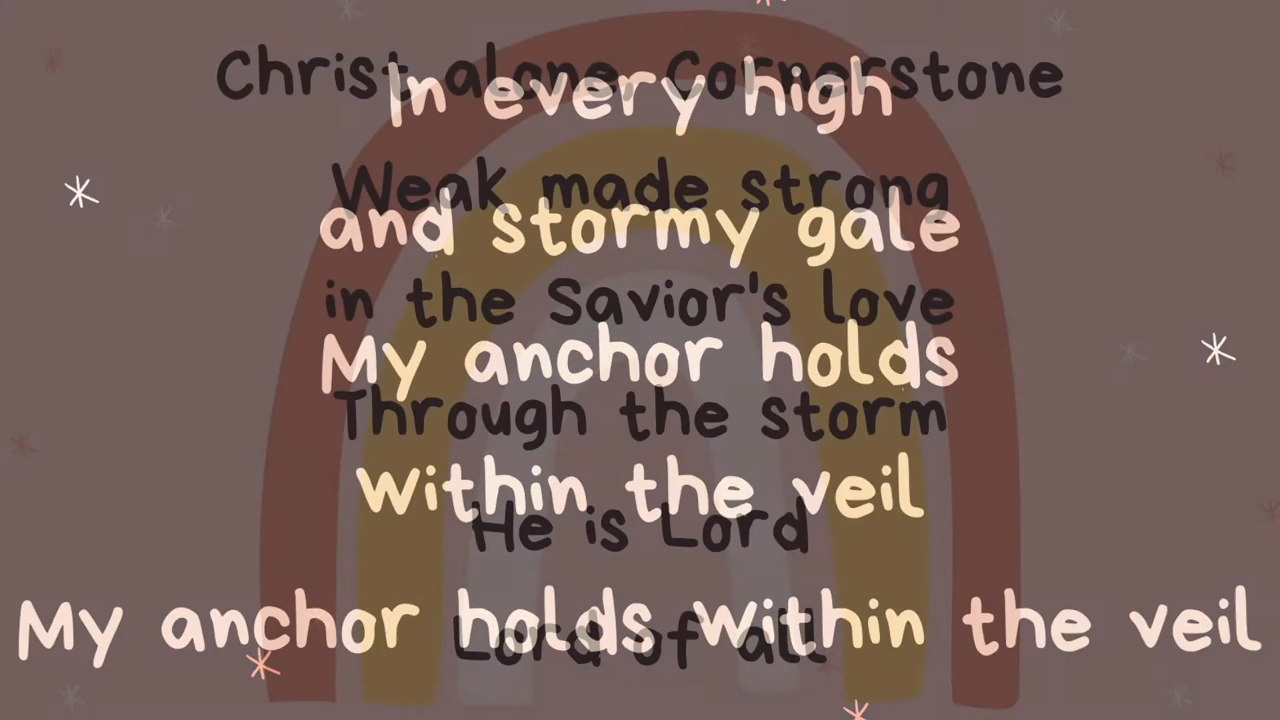 Christ alone, Cornerstone
In every high
Weak made strong
and stormy gale
in the Savior's love
My anchor holds
Through the storm
within the veil
He is Lord
My anchor holds within the veil
Lord of all